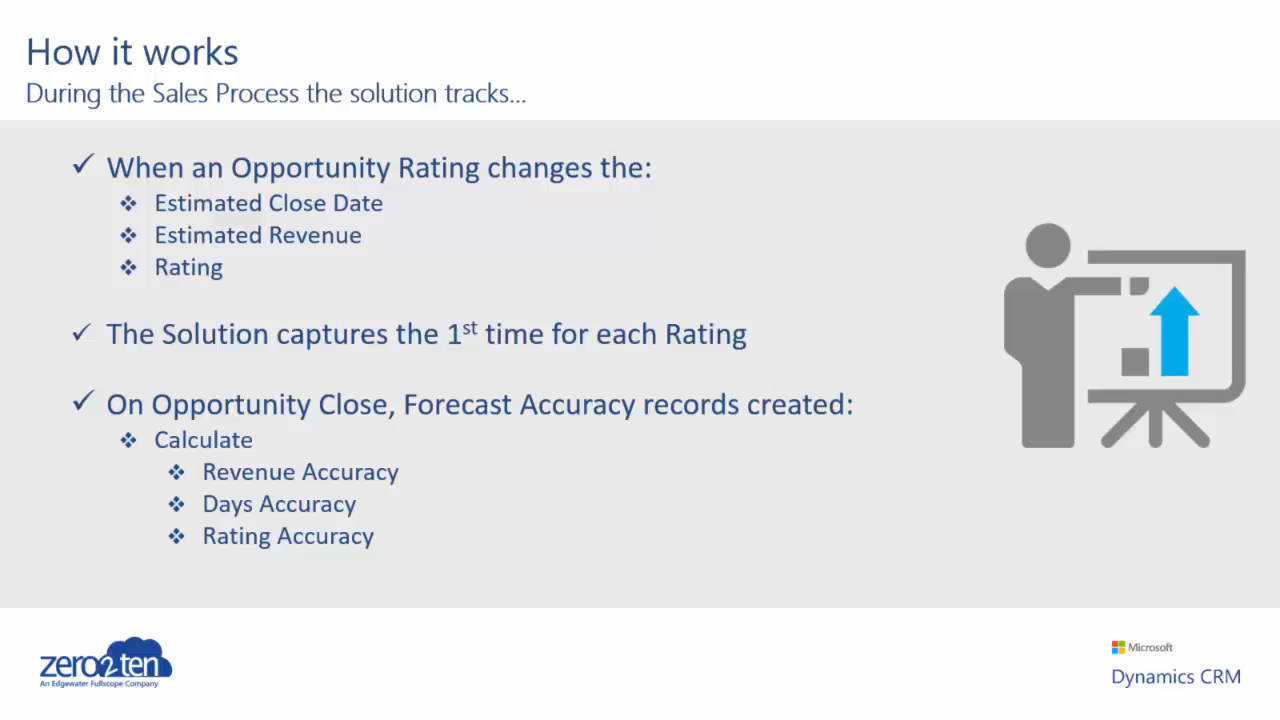 How it works
During the Sales Process the solution tracks...
✓ When an Opportunity Rating changes the:
❖ Estimated Close Date
❖ Estimated Revenue
❖ Rating
✓ The Solution captures the 1st time for each Rating
✓ On Opportunity Close, Forecast Accuracy records created:
❖ Calculate
❖ Revenue Accuracy
❖ Days Accuracy
❖ Rating Accuracy
zero2ten
An Edgewater Fullscope Company
Microsoft
Dynamics CRM